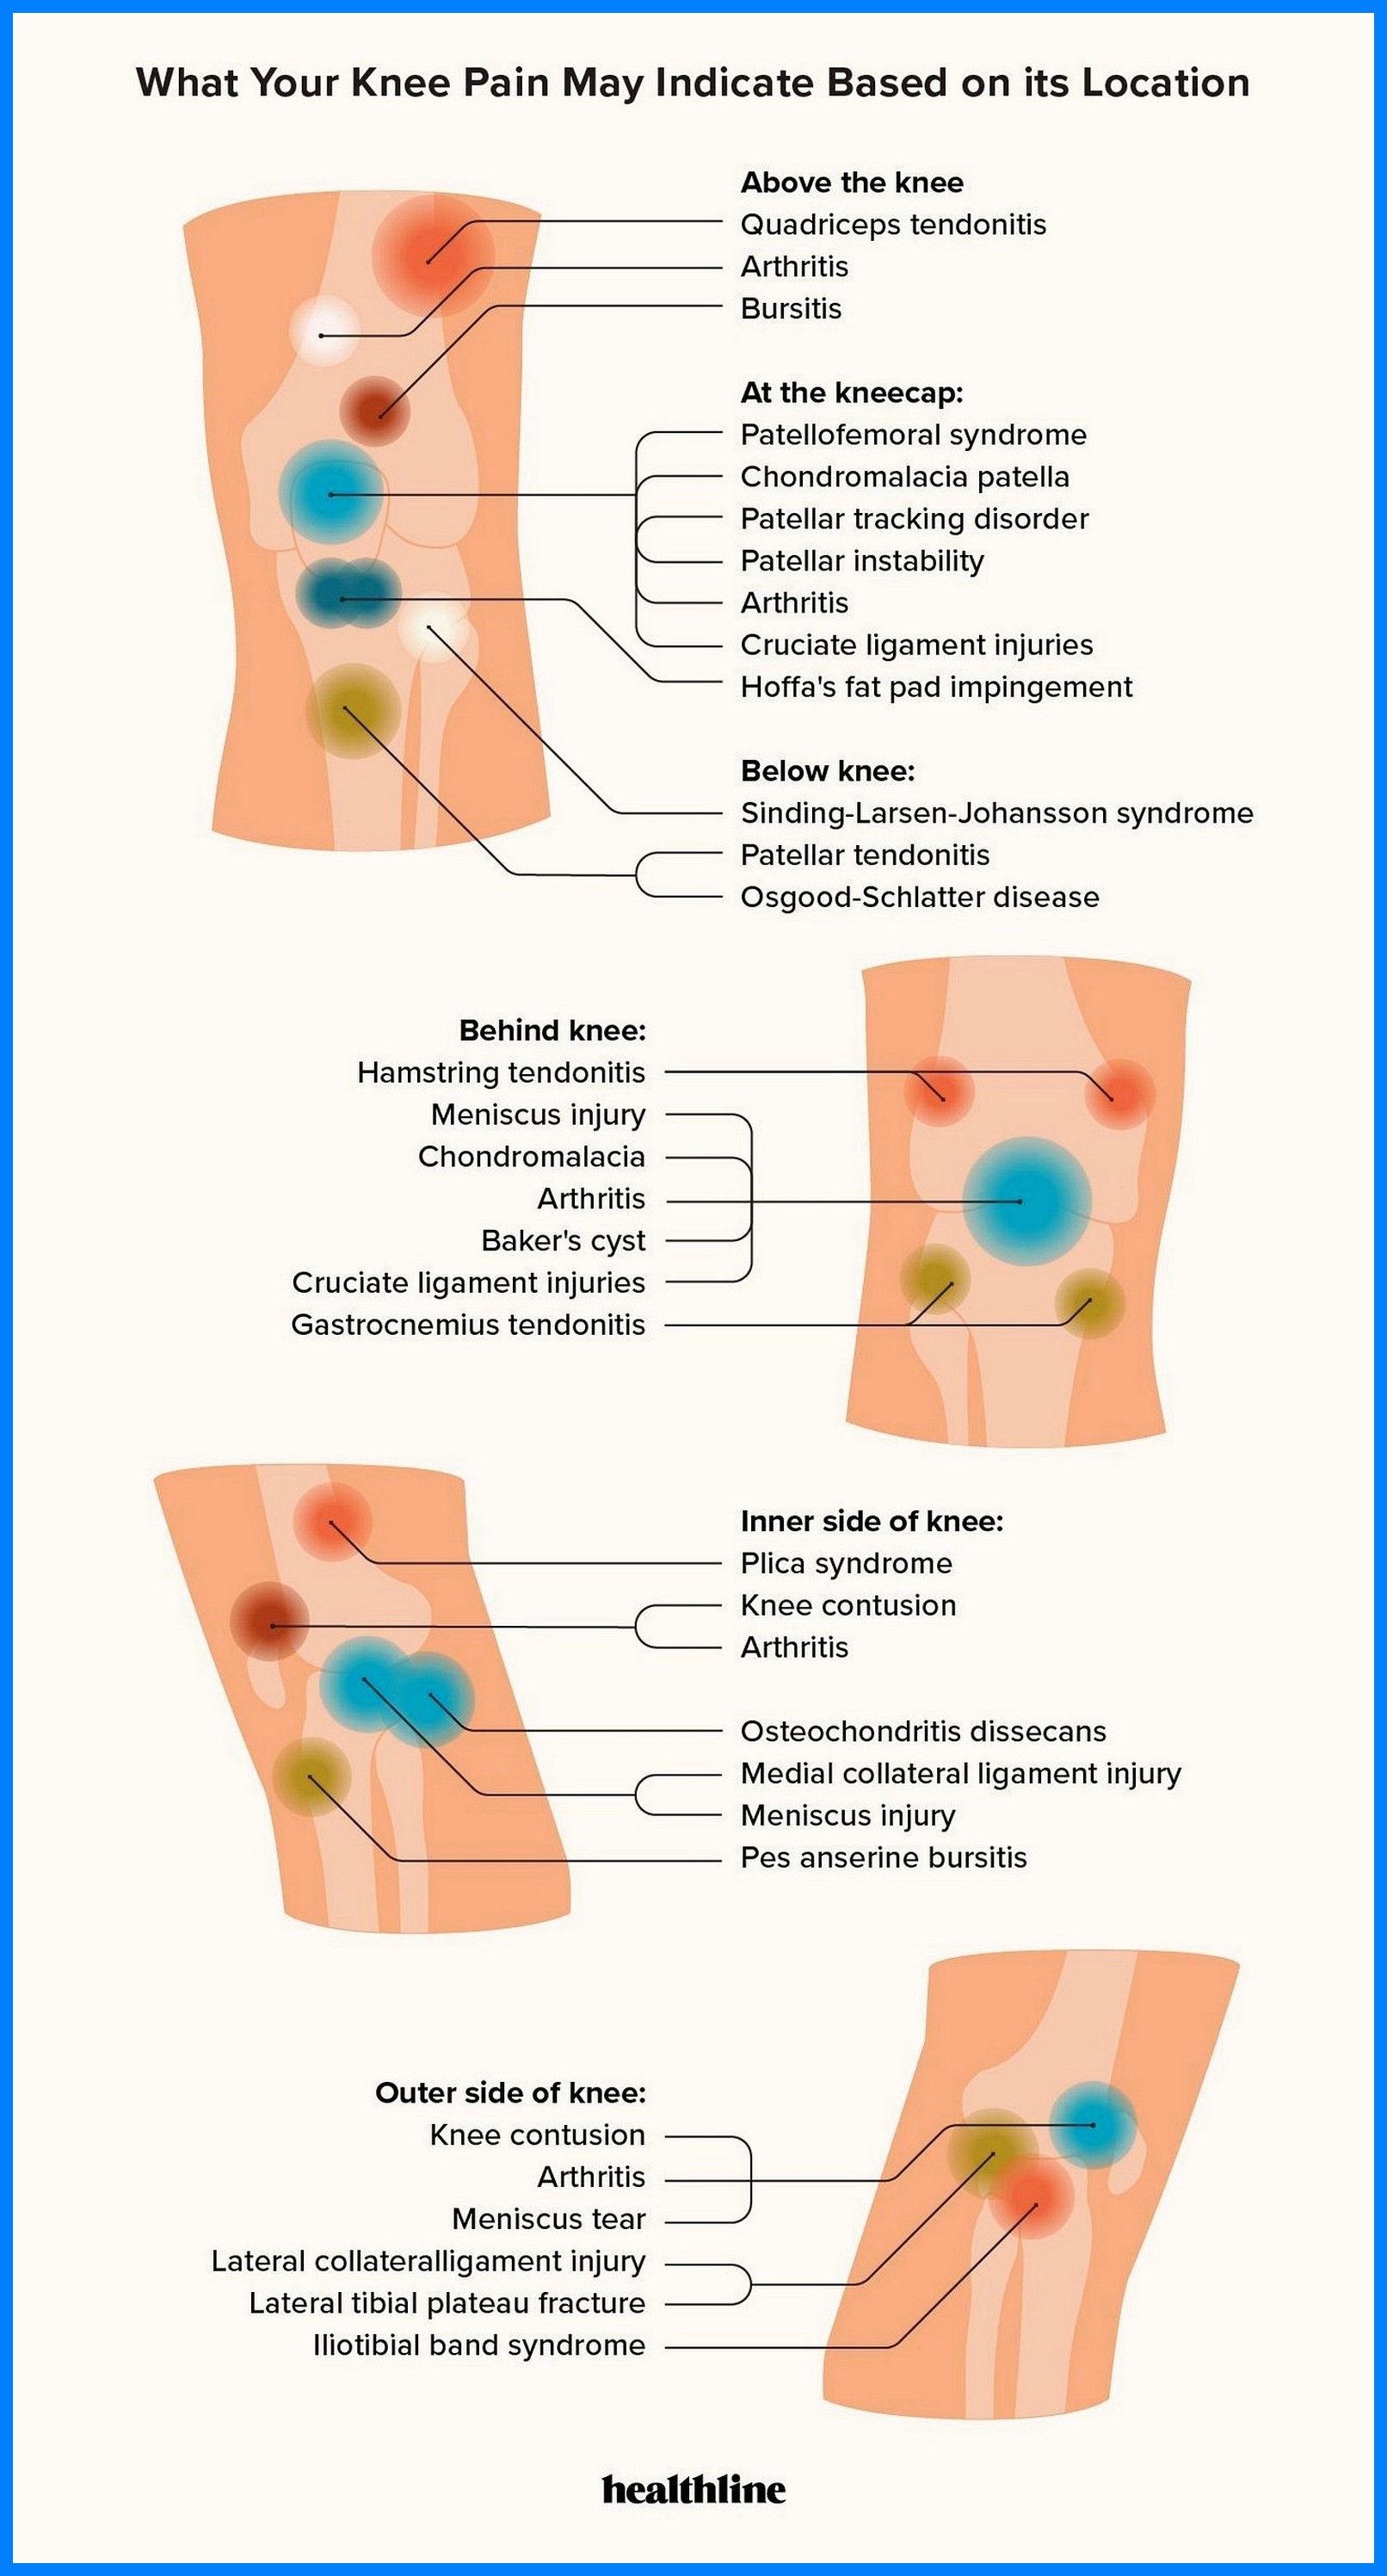 What Your Knee Pain May Indicate Based on its Location
Above the knee
Quadriceps tendonitis
Arthritis
Bursitis
At the kneecap:
Patellofemoral syndrome
Chondromalacia patella
Patellar tracking disorder
Patellar instability
Arthritis
Cruciate ligament injuries
Hoffa's fat pad impingement
Below knee:
Sinding-Larsen-Johansson syndrome
Patellar tendonitis
Osgood-Schlatter disease
Behind knee:
Hamstring tendonitis
Meniscus injury
Chondromalacia
Arthritis
Baker's cyst
Cruciate ligament injuries
Gastrocnemius tendonitis
Inner side of knee:
Plica syndrome
Knee contusion
Arthritis
Osteochondritis dissecans
Medial collateral ligament injury
Meniscus injury
Pes anserine bursitis
Outer side of knee:
Knee contusion
Arthritis
Meniscus tear
Lateral collateralligament injury
Lateral tibial plateau fracture
Iliotibial band syndrome
healthline